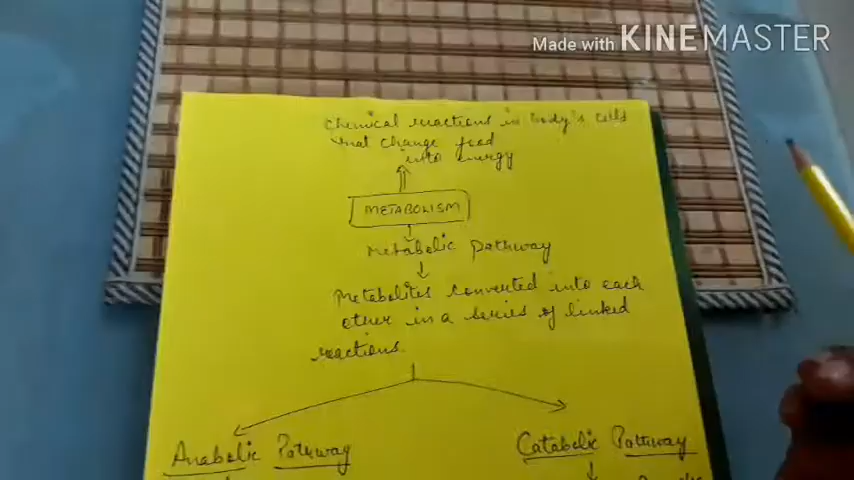 Made with KINEMASTER
Chemical reactions in body's cells
that change food
into energy
METABOLISM
Metabolic pathway
Metabolites converted into each
other in a series of linked
reactions.
Anabolic Pathway
Catabolic Pathway